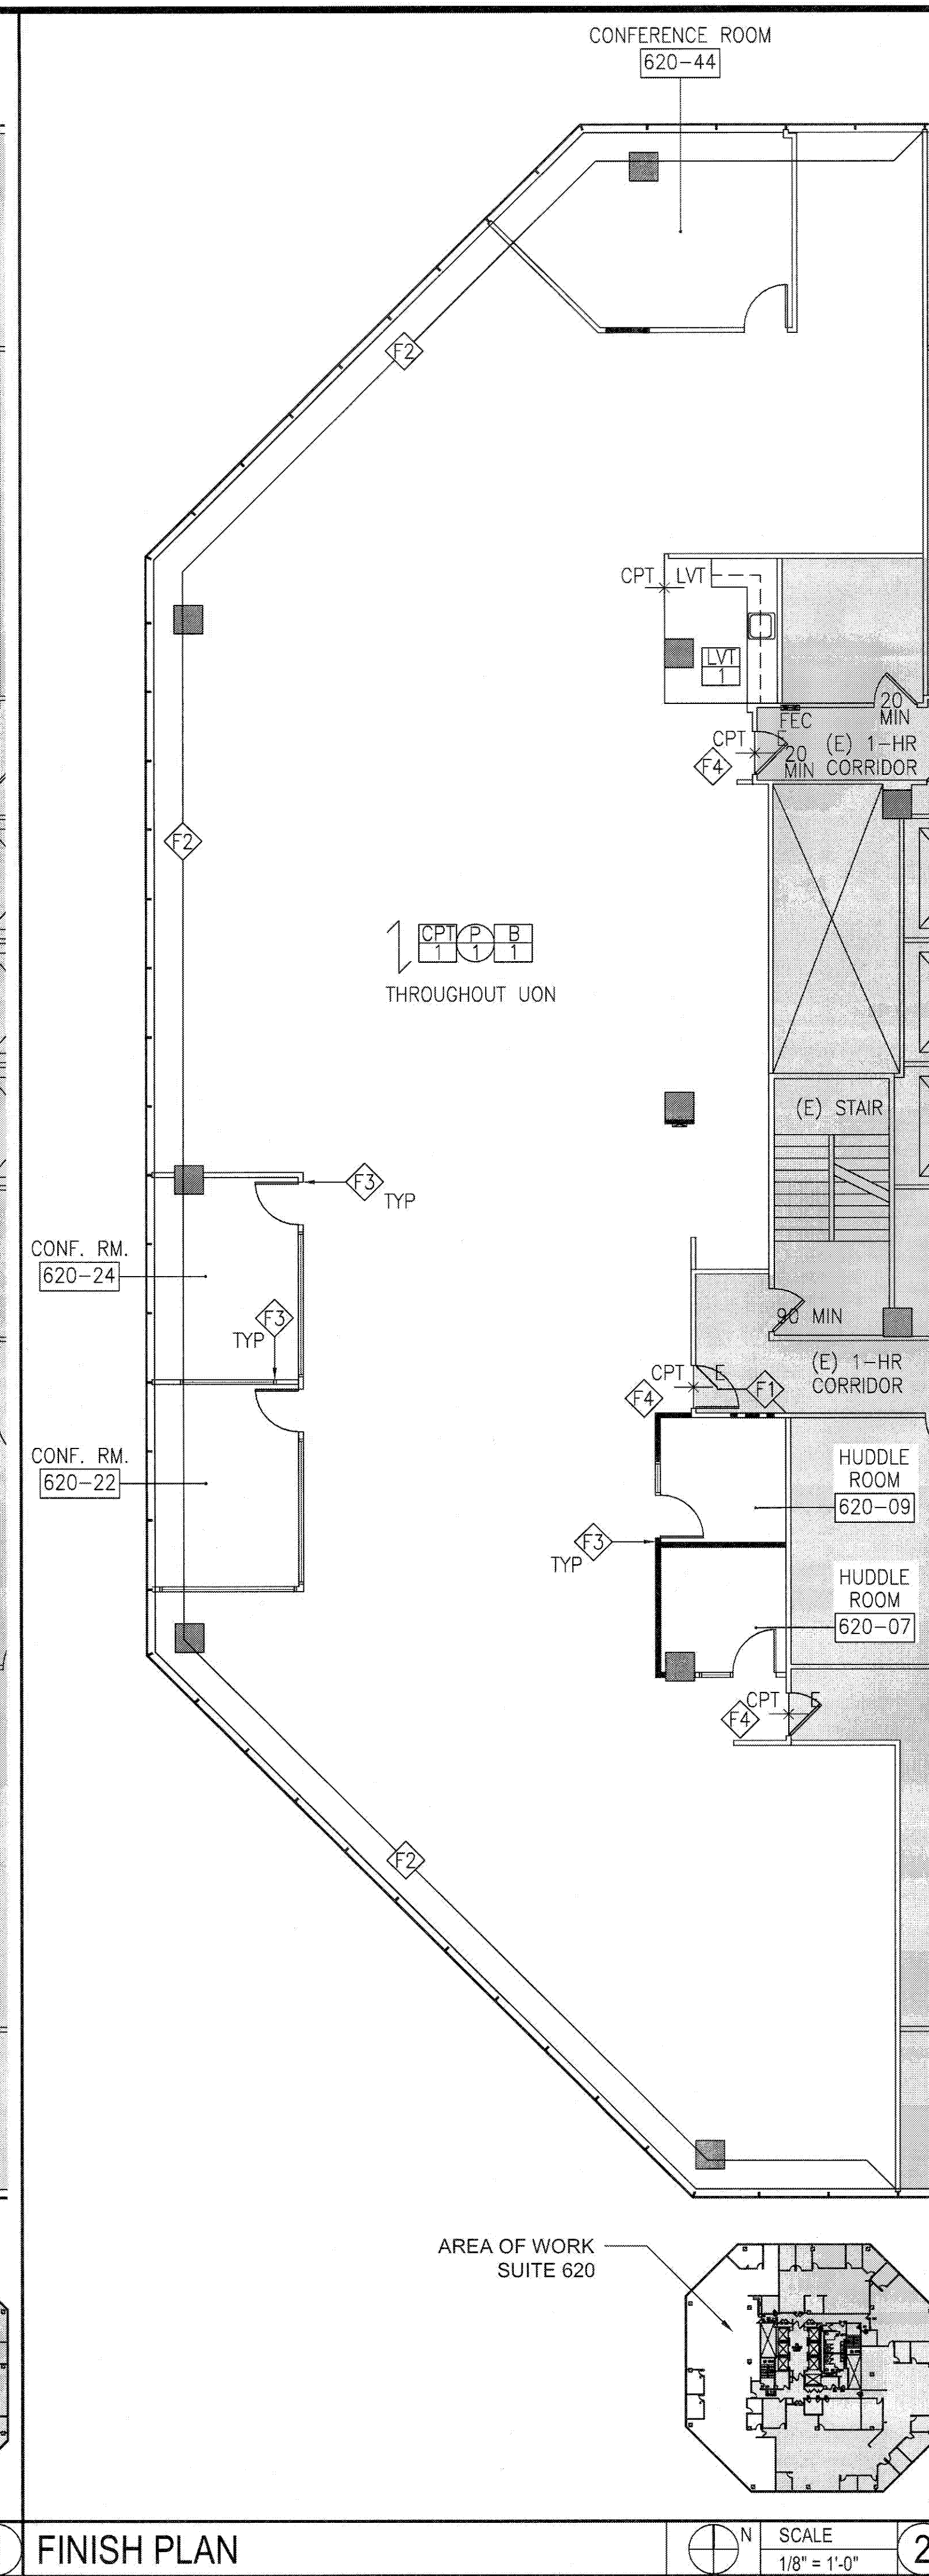 CONFERENCE ROOM
620-44
F2
CPT LVT
LVT
1
20
MIN
FEC
CPT E
F4
20
MIN
(E) 1-HR
CORRIDOR
F2
CPT P B
1 1 1
THROUGHOUT UON
(E) STAIR
F3
TYP
CONF. RM.
620-24
F3
TYP
90 MIN
(E) 1-HR
CORRIDOR
CPT E
F4
F1
CONF. RM.
620-22
HUDDLE
ROOM
620-09
F3
TYP
HUDDLE
ROOM
620-07
CPT E
F4
F2
AREA OF WORK
SUITE 620
FINISH PLAN
N
SCALE
1/8" = 1'-0"
2